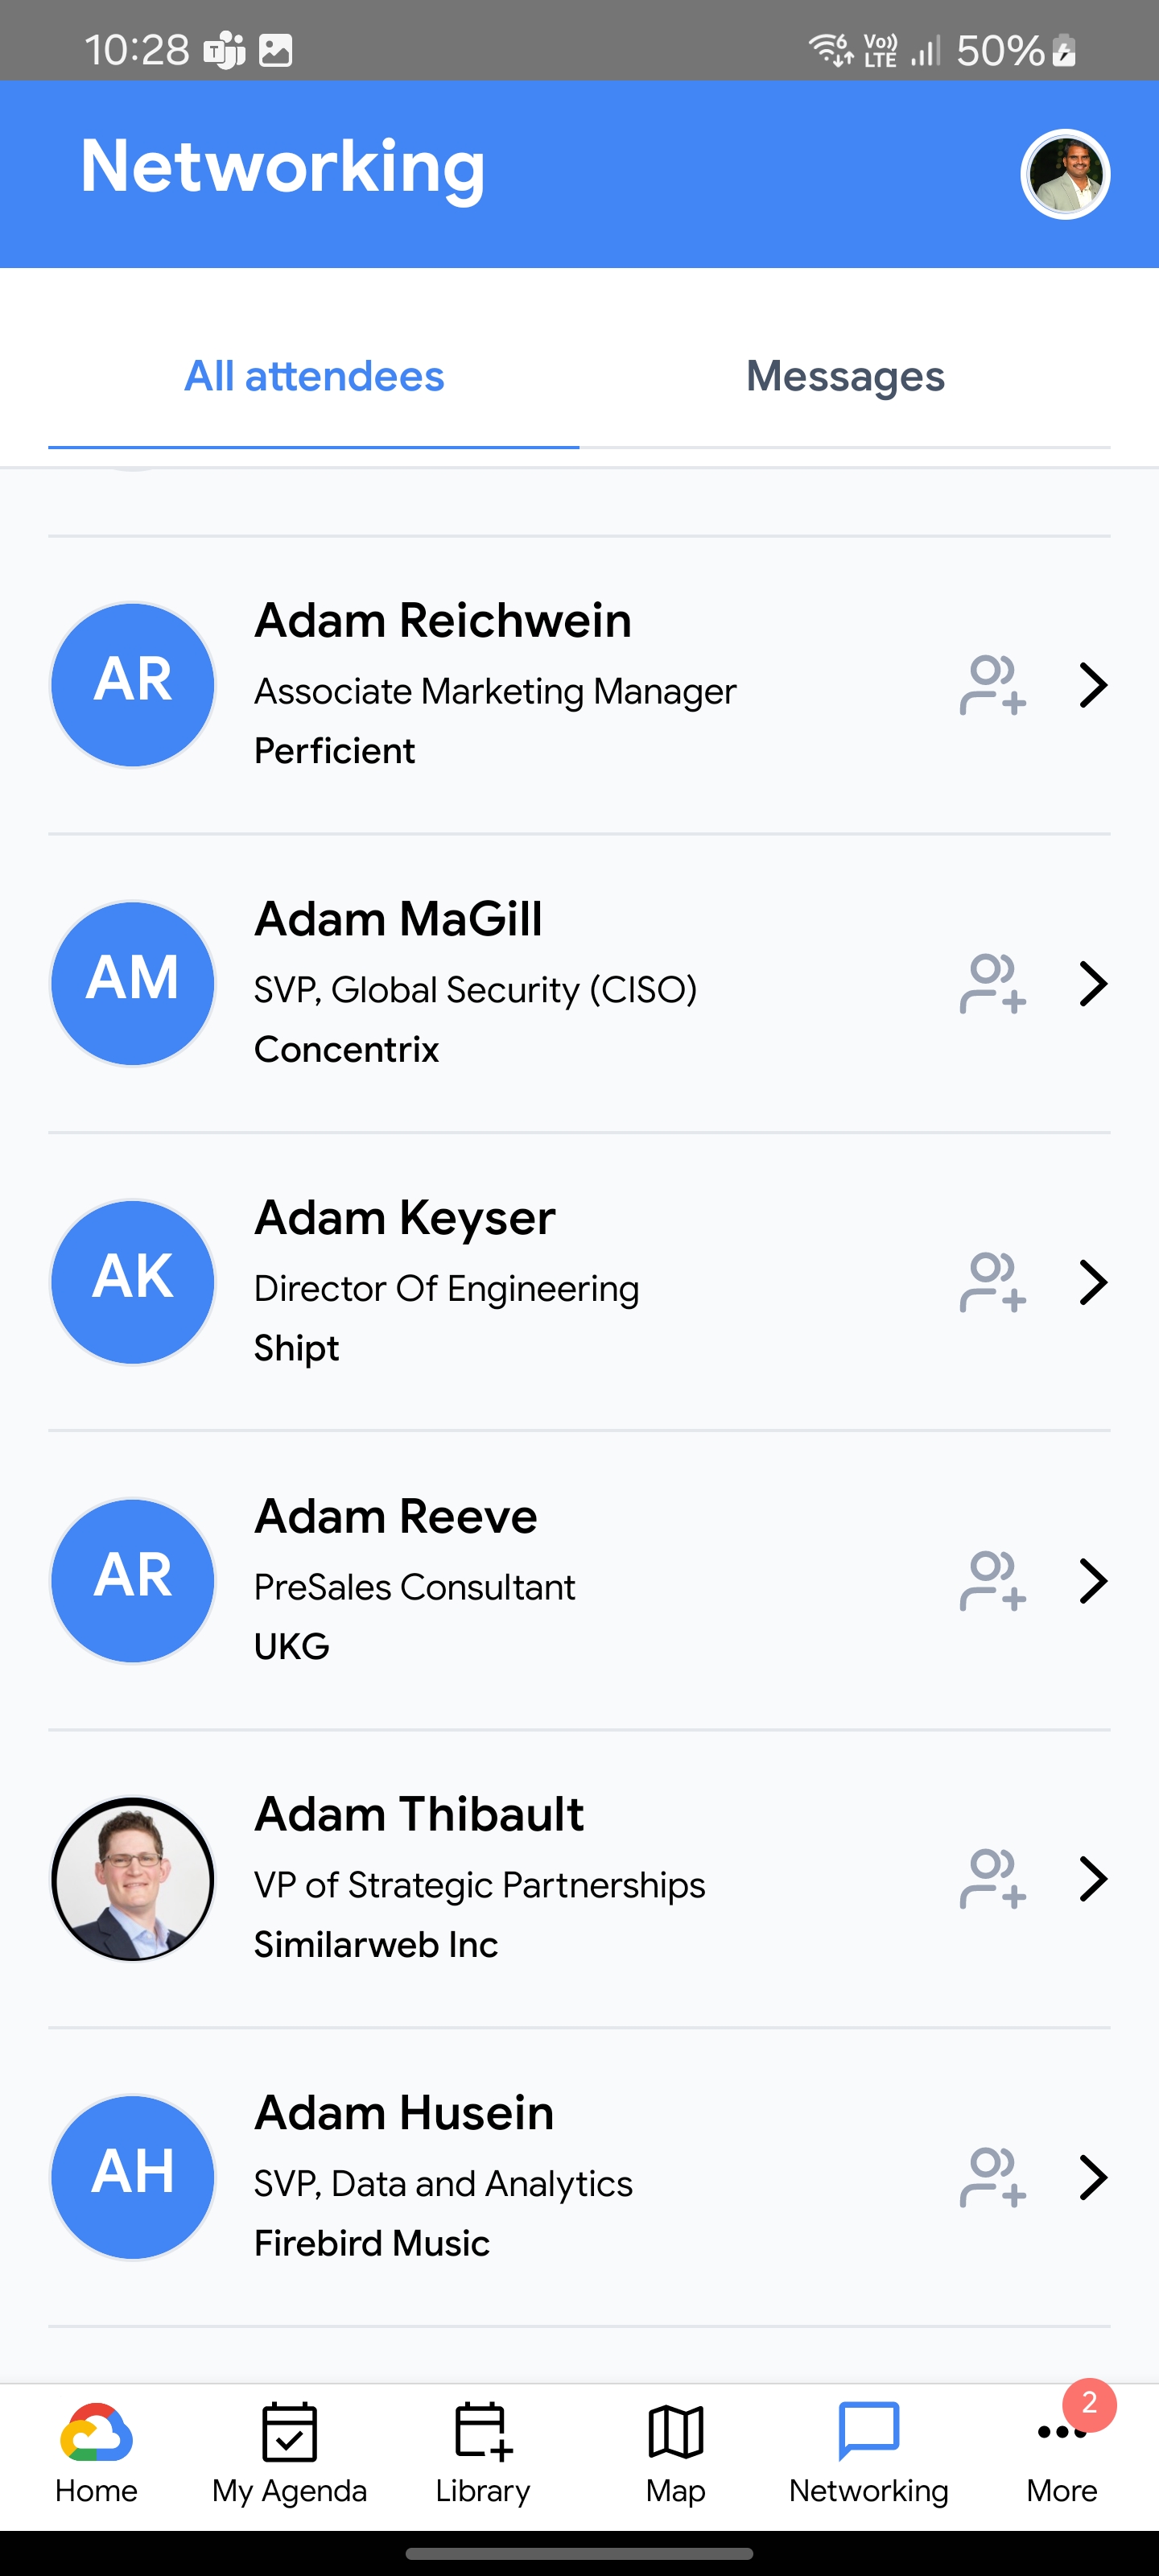 10:28
6 Vo)) LTE 50%
Networking
All attendees
Messages
AR
Adam Reichwein
Associate Marketing Manager
Perficient
AM
Adam MaGill
SVP, Global Security (CISO)
Concentrix
AK
Adam Keyser
Director Of Engineering
Shipt
AR
Adam Reeve
PreSales Consultant
UKG
Adam Thibault
VP of Strategic Partnerships
Similarweb Inc
AH
Adam Husein
SVP, Data and Analytics
Firebird Music
2
Home
My Agenda
Library
Map
Networking
More